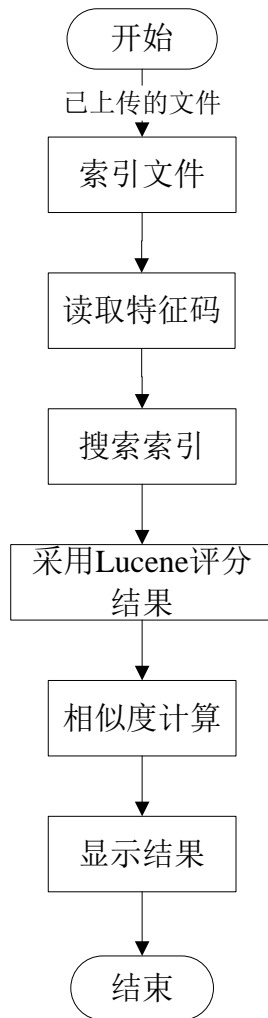 开始
已上传的文件
索引文件
读取特征码
搜索索引
采用Lucene评分
结果
相似度计算
显示结果
结束